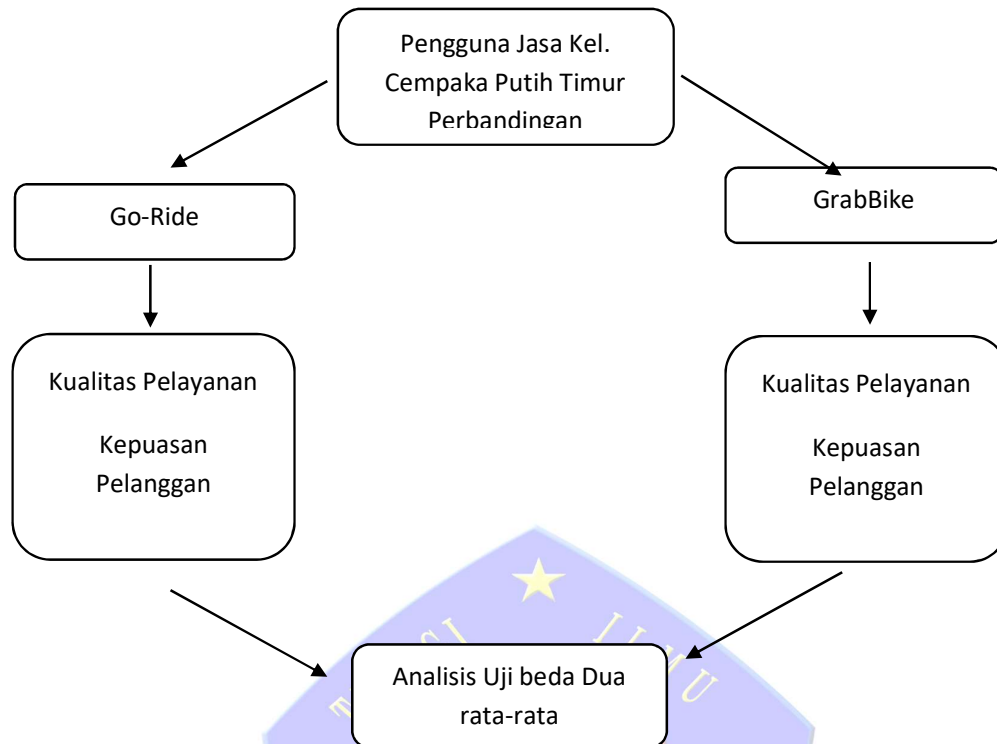 Pengguna Jasa Kel.
Cempaka Putih Timur
Perbandingan
Go-Ride
GrabBike
Kualitas Pelayanan
Kepuasan
Pelanggan
Kualitas Pelayanan
Kepuasan
Pelanggan
ILMU
Analisis Uji beda Dua
rata-rata